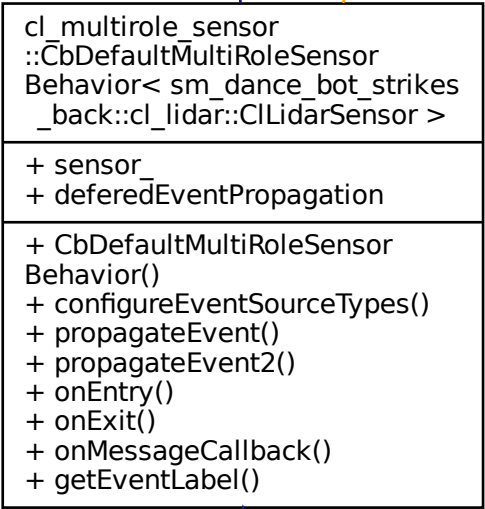 cl_multirole_sensor
::CbDefaultMultiRoleSensor
Behavior< sm_dance_bot_strikes
_back::cl_lidar::ClLidarSensor >
+ sensor_
+ deferedEventPropagation
+ CbDefaultMultiRoleSensor
Behavior()
+ configureEventSourceTypes()
+ propagateEvent()
+ propagateEvent2()
+ onEntry()
+ onExit()
+ onMessageCallback()
+ getEventLabel()